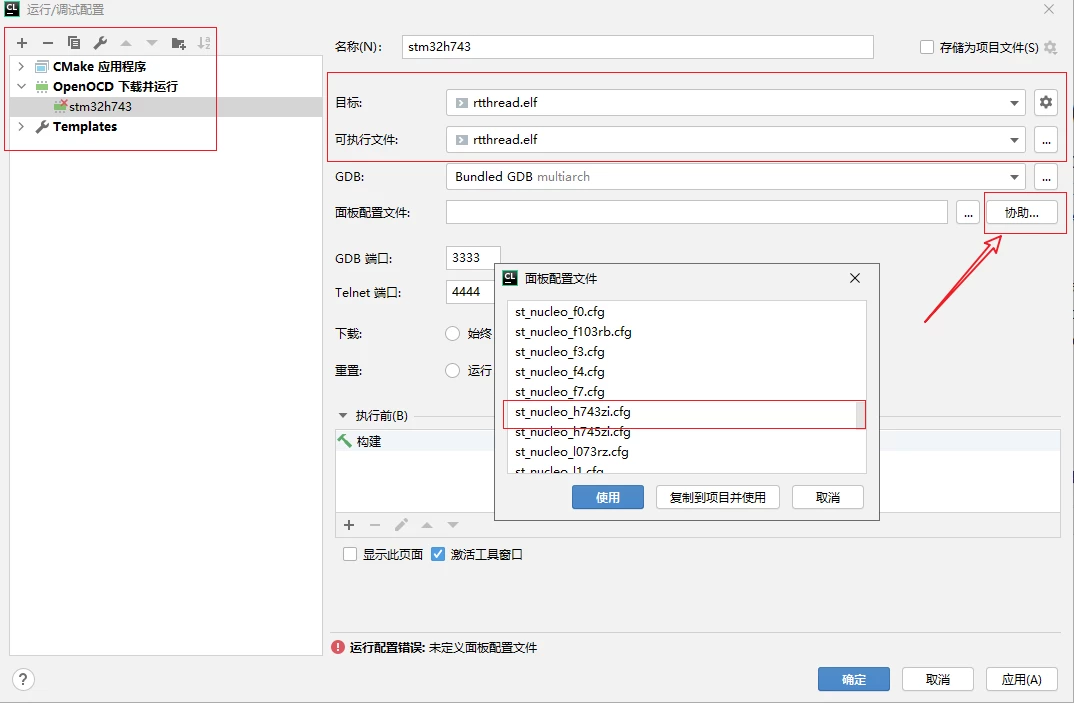 CL 运行/调试配置
CMake 应用程序
OpenOCD 下载并运行
stm32h743
Templates
名称(N): stm32h743 存储为项目文件(S)
目标: rtthread.elf
可执行文件: rtthread.elf ...
GDB: Bundled GDB multiarch ...
面板配置文件: ... 协助...
GDB 端口: 3333
Telnet 端口: 4444
下载: 始终
重置: 运行
CL 面板配置文件
st_nucleo_f0.cfg
st_nucleo_f103rb.cfg
st_nucleo_f3.cfg
st_nucleo_f4.cfg
st_nucleo_f7.cfg
st_nucleo_h743zi.cfg
st_nucleo_h745zi.cfg
st_nucleo_l073rz.cfg
st_nucleo_l1.cfg
使用 复制到项目并使用 取消
执行前(B)
构建
显示此页面 激活工具窗口
运行配置错误: 未定义面板配置文件
? 确定 取消 应用(A)